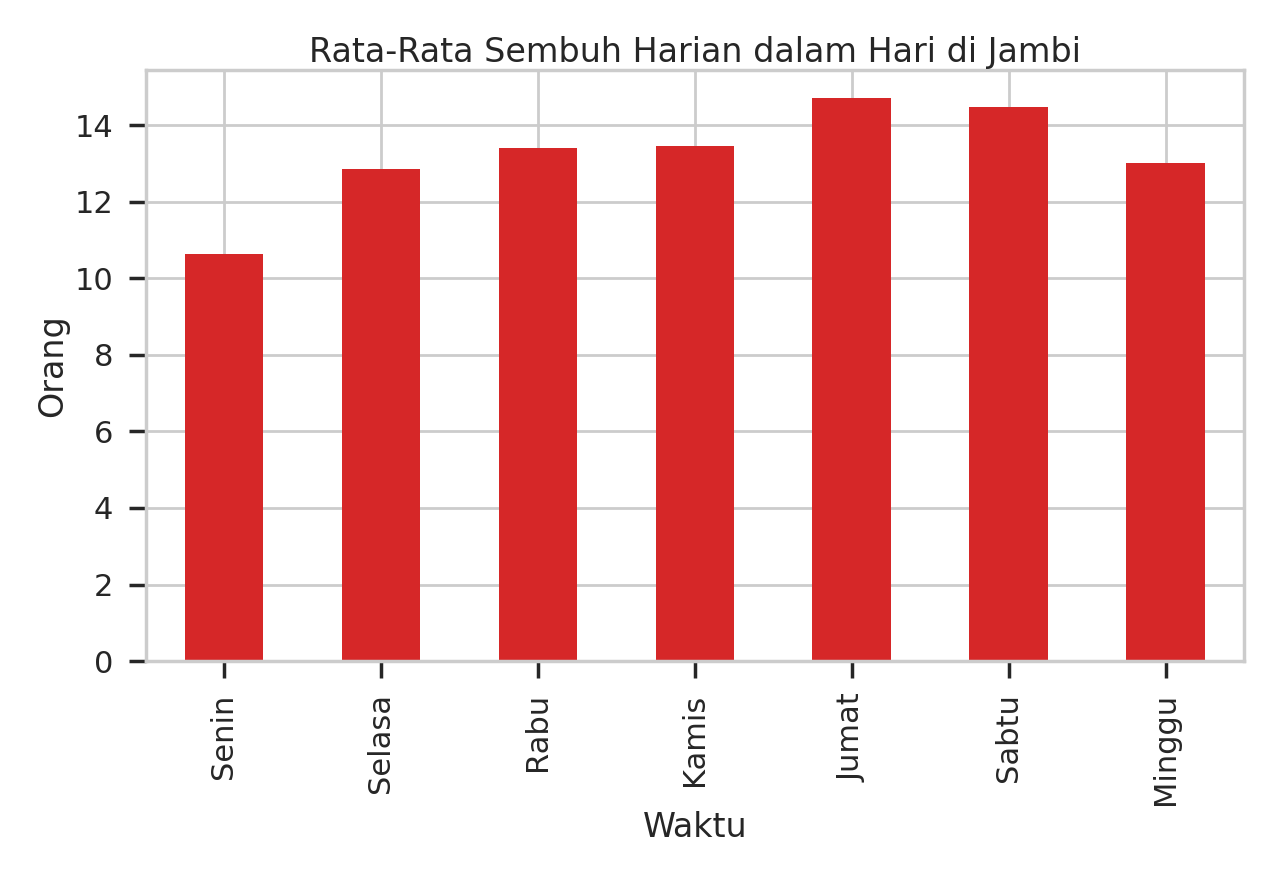 Rata-Rata Sembuh Harian dalam Hari di Jambi
Orang
14
12
10
8
6
4
2
0
Senin
Selasa
Rabu
Kamis
Jumat
Sabtu
Minggu
Waktu